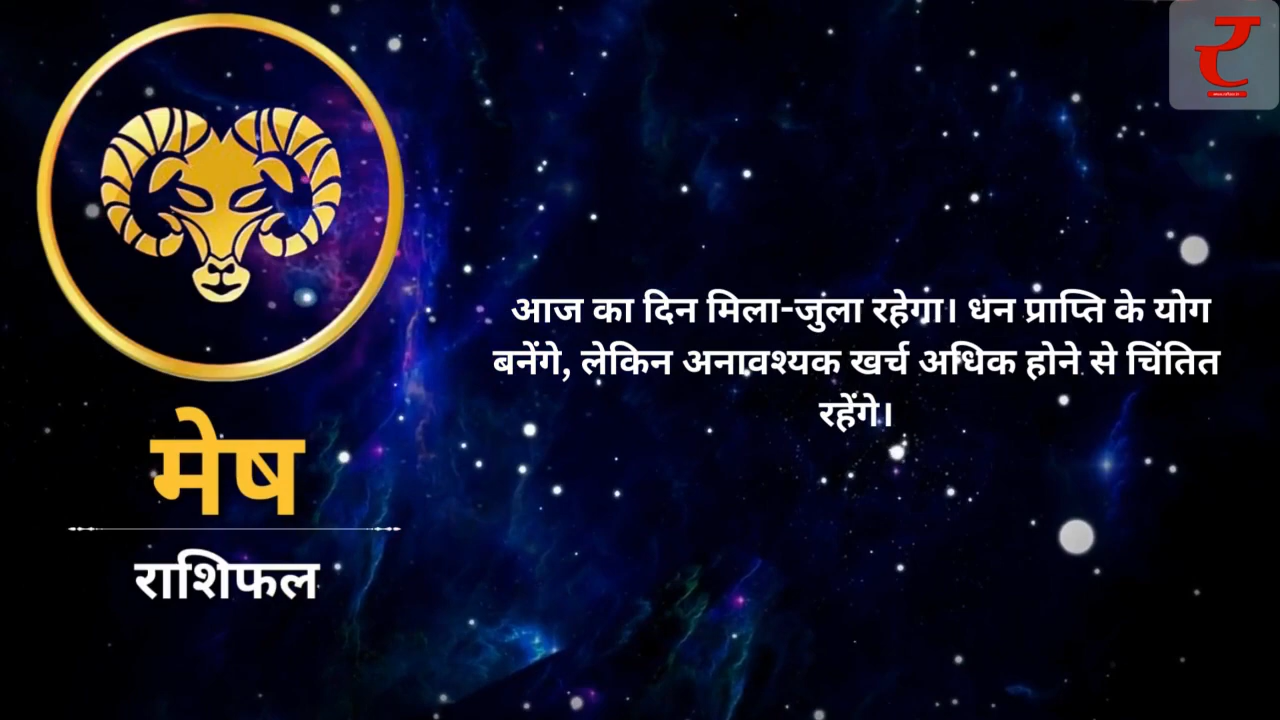 मेष
राशिफल
आज का दिन मिला-जुला रहेगा। धन प्राप्ति के योग
बनेंगे, लेकिन अनावश्यक खर्च अधिक होने से चिंतित
रहेंगे।